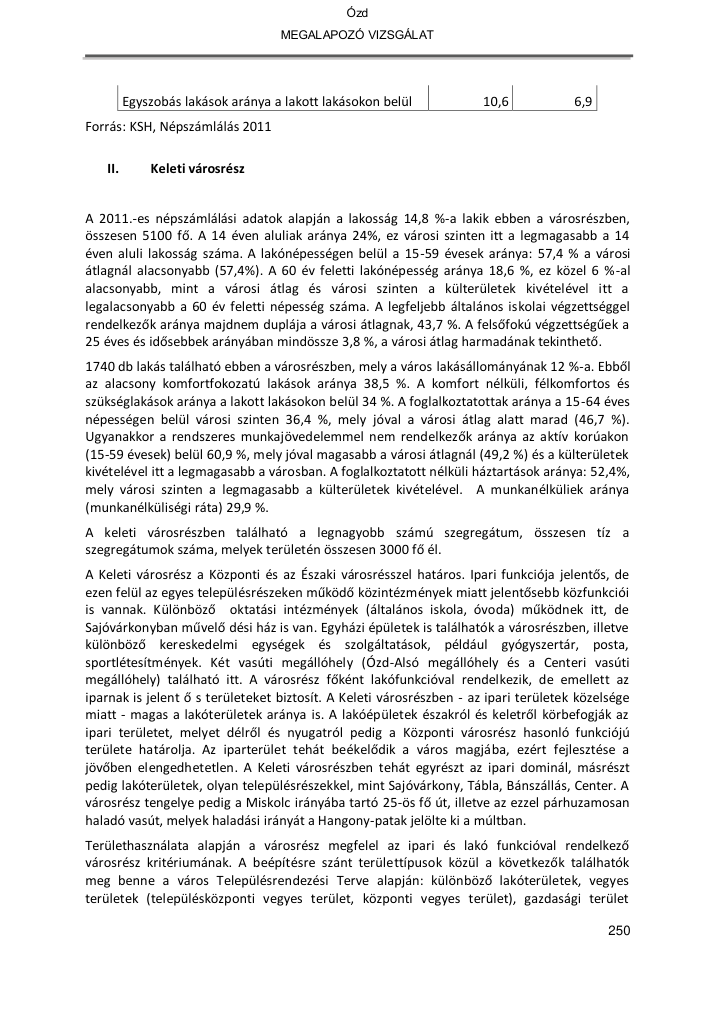 Ózd
MEGALAPOZÓ VIZSGÁLAT
Egyszobás lakások aránya a lakott lakásokon belül 10,6 6,9
Forrás: KSH, Népszámlálás 2011
II. Keleti városrész
A 2011.-es népszámlálási adatok alapján a lakosság 14,8 %-a lakik ebben a városrészben,
összesen 5100 fő. A 14 éven aluliak aránya 24%, ez városi szinten itt a legmagasabb a 14
éven aluli lakosság száma. A lakónépességen belül a 15-59 évesek aránya: 57,4 % a városi
átlagnál alacsonyabb (57,4%). A 60 év feletti lakónépesség aránya 18,6 %, ez közel 6 %-al
alacsonyabb, mint a városi átlag és városi szinten a külterületek kivételével itt a
legalacsonyabb a 60 év feletti népesség száma. A legfeljebb általános iskolai végzettséggel
rendelkezők aránya majdnem duplája a városi átlagnak, 43,7 %. A felsőfokú végzettségűek a
25 éves és idősebbek arányában mindössze 3,8 %, a városi átlag harmadának tekinthető.
1740 db lakás található ebben a városrészben, mely a város lakásállományának 12 %-a. Ebből
az alacsony komfortfokozatú lakások aránya 38,5 %. A komfort nélküli, félkomfortos és
szükséglakások aránya a lakott lakásokon belül 34 %. A foglalkoztatottak aránya a 15-64 éves
népességen belül városi szinten 36,4 %, mely jóval a városi átlag alatt marad (46,7 %).
Ugyanakkor a rendszeres munkajövedelemmel nem rendelkezők aránya az aktív korúakon
(15-59 évesek) belül 60,9 %, mely jóval magasabb a városi átlagnál (49,2 %) és a külterületek
kivételével itt a legmagasabb a városban. A foglalkoztatott nélküli háztartások aránya: 52,4%,
mely városi szinten a legmagasabb a külterületek kivételével.  A munkanélküliek aránya
(munkanélküliségi ráta) 29,9 %.
A keleti városrészben található a legnagyobb számú szegregátum, összesen tíz a
szegregátumok száma, melyek területén összesen 3000 fő él.
A Keleti városrész a Központi és az Északi városrésszel határos. Ipari funkciója jelentős, de
ezen felül az egyes településrészeken működő közintézmények miatt jelentősebb közfunkciói
is vannak. Különböző  oktatási intézmények (általános iskola, óvoda) működnek itt, de
Sajóvárkonyban művelő dési ház is van. Egyházi épületek is találhatók a városrészben, illetve
különböző kereskedelmi egységek és szolgáltatások, például gyógyszertár, posta,
sportlétesítmények. Két vasúti megállóhely (Ózd-Alsó megállóhely és a Centeri vasúti
megállóhely) található itt. A városrész főként lakófunkcióval rendelkezik, de emellett az
iparnak is jelent ő s területeket biztosít. A Keleti városrészben - az ipari területek közelsége
miatt - magas a lakóterületek aránya is. A lakóépületek északról és keletről körbefogják az
ipari területet, melyet délről és nyugatról pedig a Központi városrész hasonló funkciójú
területe határolja. Az iparterület tehát beékelődik a város magjába, ezért fejlesztése a
jövőben elengedhetetlen. A Keleti városrészben tehát egyrészt az ipari dominál, másrészt
pedig lakóterületek, olyan településrészekkel, mint Sajóvárkony, Tábla, Bánszállás, Center. A
városrész tengelye pedig a Miskolc irányába tartó 25-ös fő út, illetve az ezzel párhuzamosan
haladó vasút, melyek haladási irányát a Hangony-patak jelölte ki a múltban.
Területhasználata alapján a városrész megfelel az ipari és lakó funkcióval rendelkező
városrész kritériumának. A beépítésre szánt területtípusok közül a következők találhatók
meg benne a város Településrendezési Terve alapján: különböző lakóterületek, vegyes
területek (településközponti vegyes terület, központi vegyes terület), gazdasági terület
250